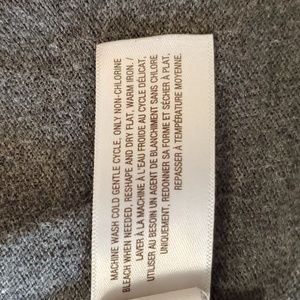 MACHINE WASH COLD GENTLE CYCLE, ONLY NON-CHLORINE
BLEACH WHEN NEEDED, RESHAPE AND DRY FLAT, WARM IRON. /
LAVER À LA MACHINE À L'EAU FROIDE AU CYCLE DÉLICAT,
UTILISER AU BESOIN UN AGENT DE BLANCHIMENT SANS CHLORE
UNIQUEMENT, REDONNER SA FORME ET SÉCHER À PLAT,
REPASSER À TEMPÉRATURE MOYENNE.